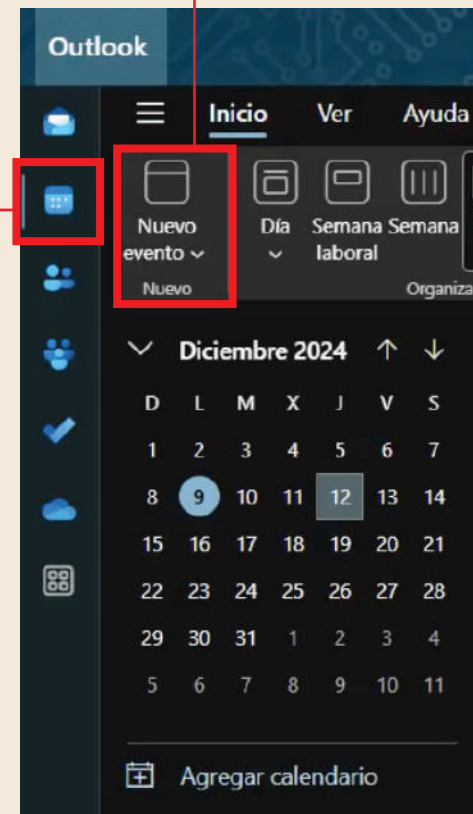 Outlook
Inicio Ver Ayuda
Nuevo evento
Día
Semana laboral
Semana
Nuevo
Diciembre 2024
D L M X J V S
1 2 3 4 5 6 7
8 9 10 11 12 13 14
15 16 17 18 19 20 21
22 23 24 25 26 27 28
29 30 31 1 2 3 4
5 6 7 8 9 10 11
Agregar calendario